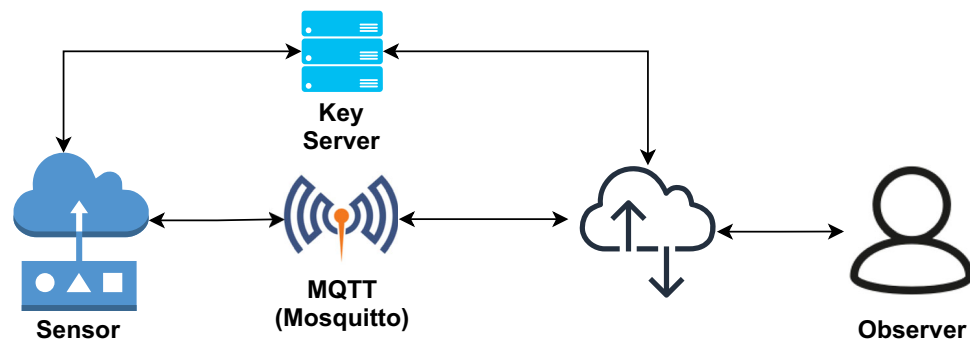 Key
Server
MQTT
(Mosquitto)
Sensor
Observer